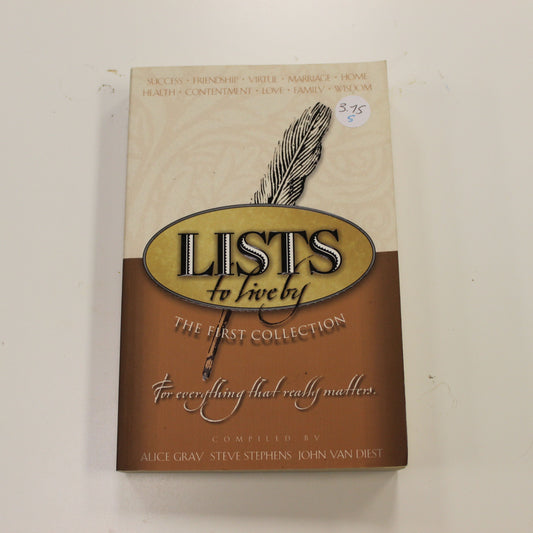 SUCCESS • FRIENDSHIP • VIRTUE • MARRIAGE • HOME
HEALTH • CONTENTMENT • LOVE • FAMILY • WISDOM
3.75
S
LISTS
to live by
THE FIRST COLLECTION
For everything that really matters.
COMPILED BY
ALICE GRAY STEVE STEPHENS JOHN VAN DIEST